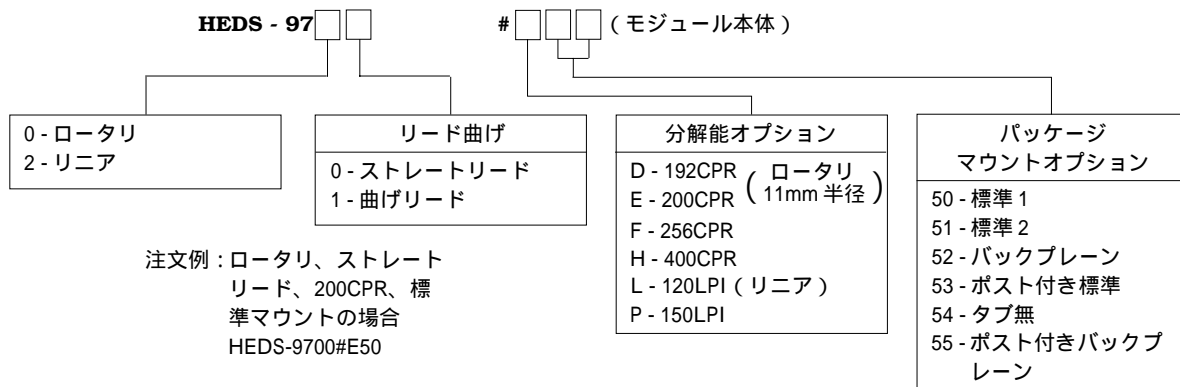 HEDS - 97□□ #□□□(モジュール本体)
0 - ロータリ
2 - リニア
リード曲げ
0 - ストレートリード
1 - 曲げリード
注文例:ロータリ、ストレート
リード、200CPR、標
準マウントの場合
HEDS-9700#E50
分解能オプション
D - 192CPR
E - 200CPR
(ロータリ
11mm 半径)
F - 256CPR
H - 400CPR
L - 120LPI(リニア)
P - 150LPI
パッケージ
マウントオプション
50 - 標準 1
51 - 標準 2
52 - バックプレーン
53 - ポスト付き標準
54 - タブ無
55 - ポスト付きバックプ
レーン